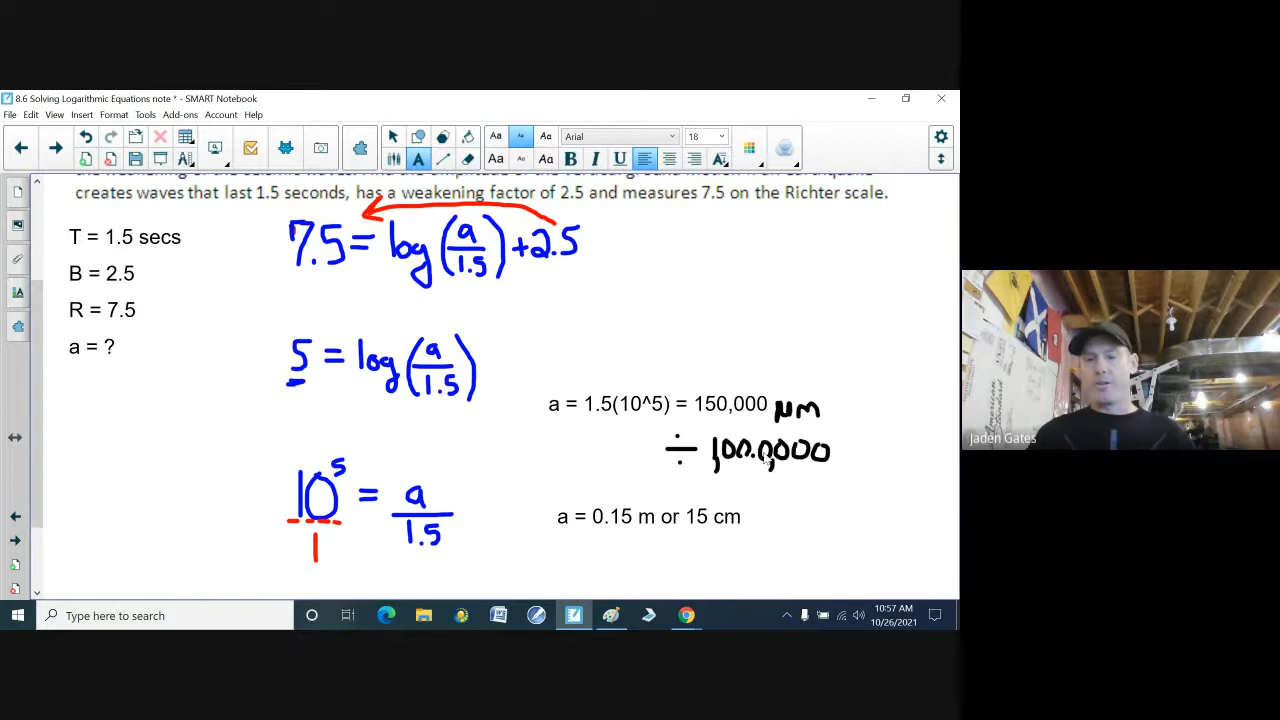 8.6 Solving Logarithmic Equations note * - SMART Notebook
File Edit View Insert Format Tools Add-ons Account Help
Arial
18
creates waves that last 1.5 seconds, has a weakening factor of 2.5 and measures 7.5 on the Richter scale.
T = 1.5 secs
B = 2.5
R = 7.5
a = ?
7.5 = log(a/1.5) + 2.5
5 = log(a/1.5)
10^5 = a/1.5
1
a = 1.5(10^5) = 150,000 μm
÷
a = 0.15 m or 15 cm
Jaden Gates
Type here to search
10:57 AM
10/26/2021